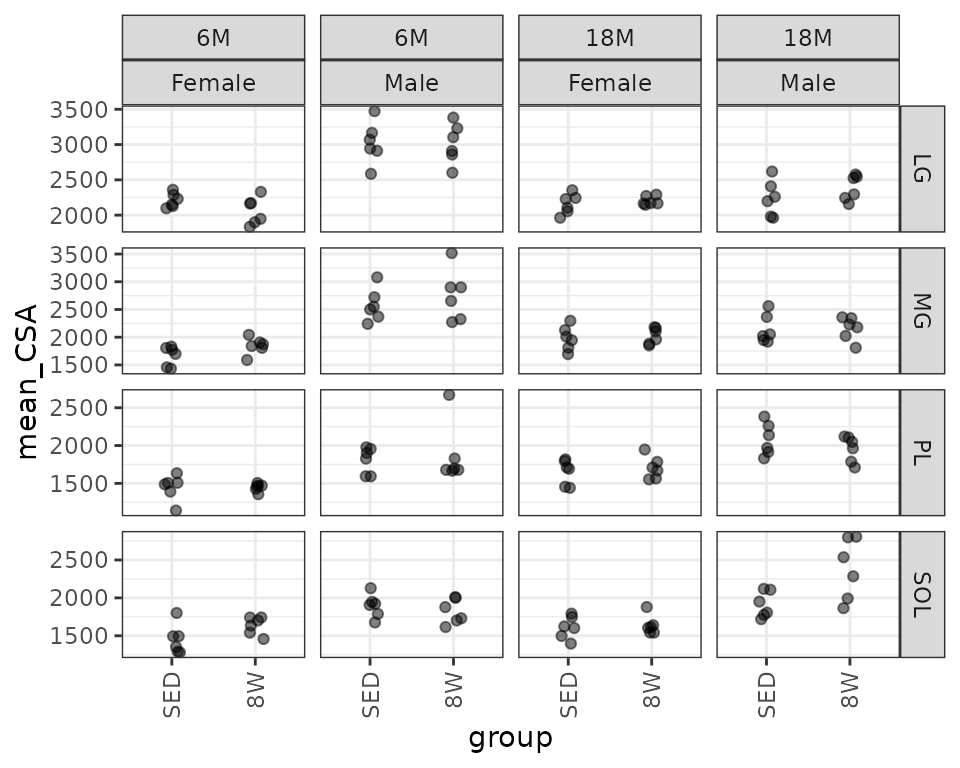 6M 6M 18M 18M
Female Male Female Male
3500
3000
2500
2000
LG
3500
3000
2500
2000
1500
MG
2500
2000
1500
PL
2500
2000
1500
SOL
mean_CSA
SED 8W SED 8W SED 8W SED 8W
group